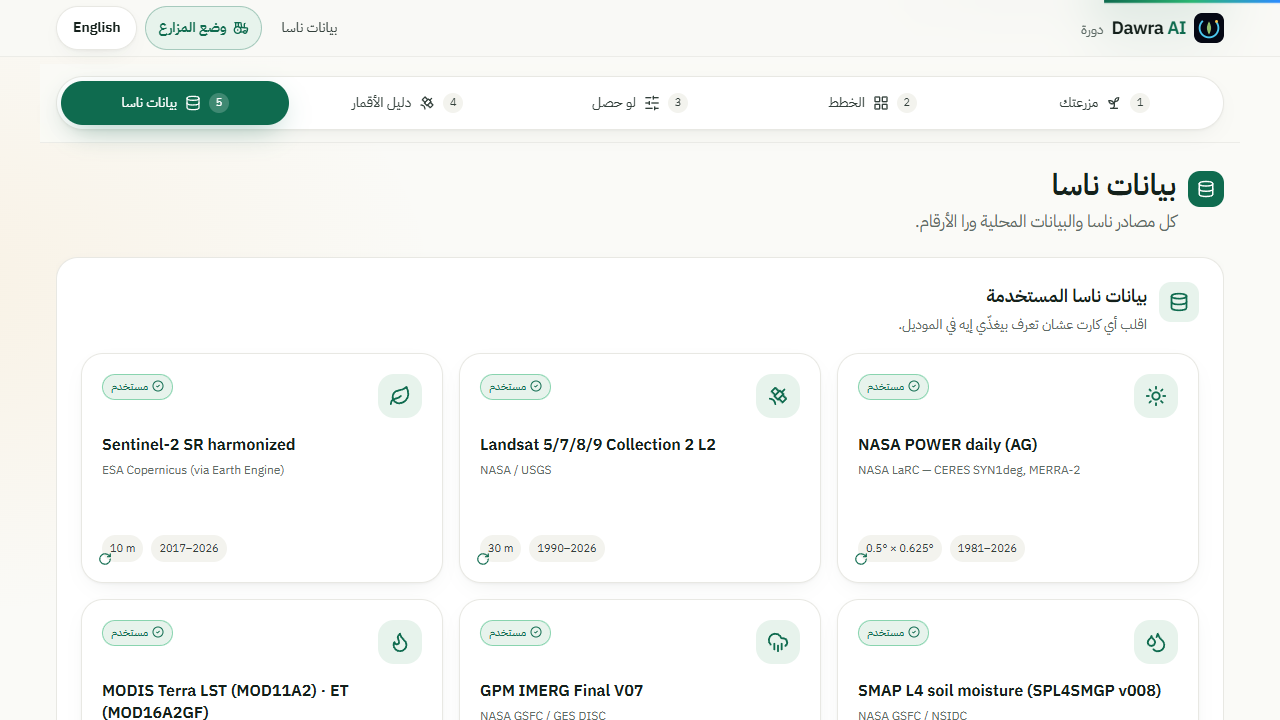 Dawra AI دورة
بيانات ناسا
وضع المزارع
English
1 مزرعتك
2 الخطط
3 لو حصل
4 دليل الأقمار
5 بيانات ناسا
بيانات ناسا
كل مصادر ناسا والبيانات المحلية ورا الأرقام.
بيانات ناسا المستخدمة
اقلب أي كارت عشان تعرف بيغذّي إيه في الموديل.
مستخدم
NASA POWER daily (AG)
NASA LaRC — CERES SYN1deg, MERRA-2
0.5° × 0.625°
1981–2026
مستخدم
Landsat 5/7/8/9 Collection 2 L2
NASA / USGS
30 m
1990–2026
مستخدم
Sentinel-2 SR harmonized
ESA Copernicus (via Earth Engine)
10 m
2017–2026
مستخدم
SMAP L4 soil moisture (SPL4SMGP v008)
NASA GSFC / NSIDC
مستخدم
GPM IMERG Final V07
NASA GSFC / GES DISC
مستخدم
MODIS Terra LST (MOD11A2) · ET
(MOD16A2GF)